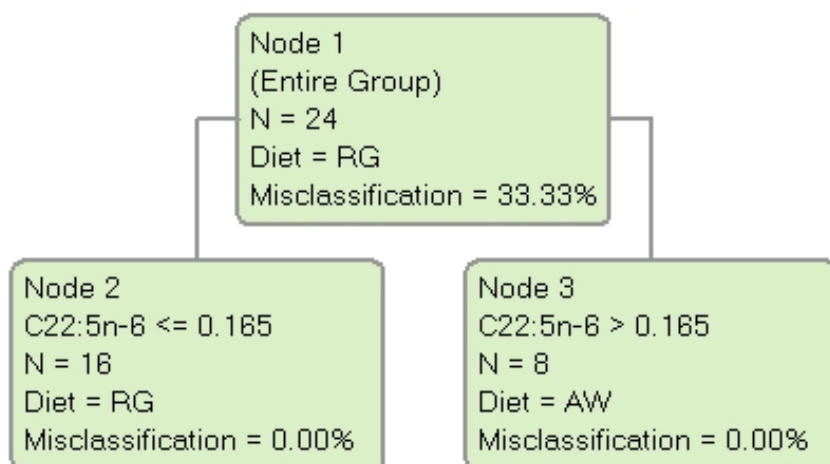 Node 1
(Entire Group)
N = 24
Diet = RG
Misclassification = 33.33%
Node 2
C22:5n-6 <= 0.165
N = 16
Diet = RG
Misclassification = 0.00%
Node 3
C22:5n-6 > 0.165
N = 8
Diet = AW
Misclassification = 0.00%